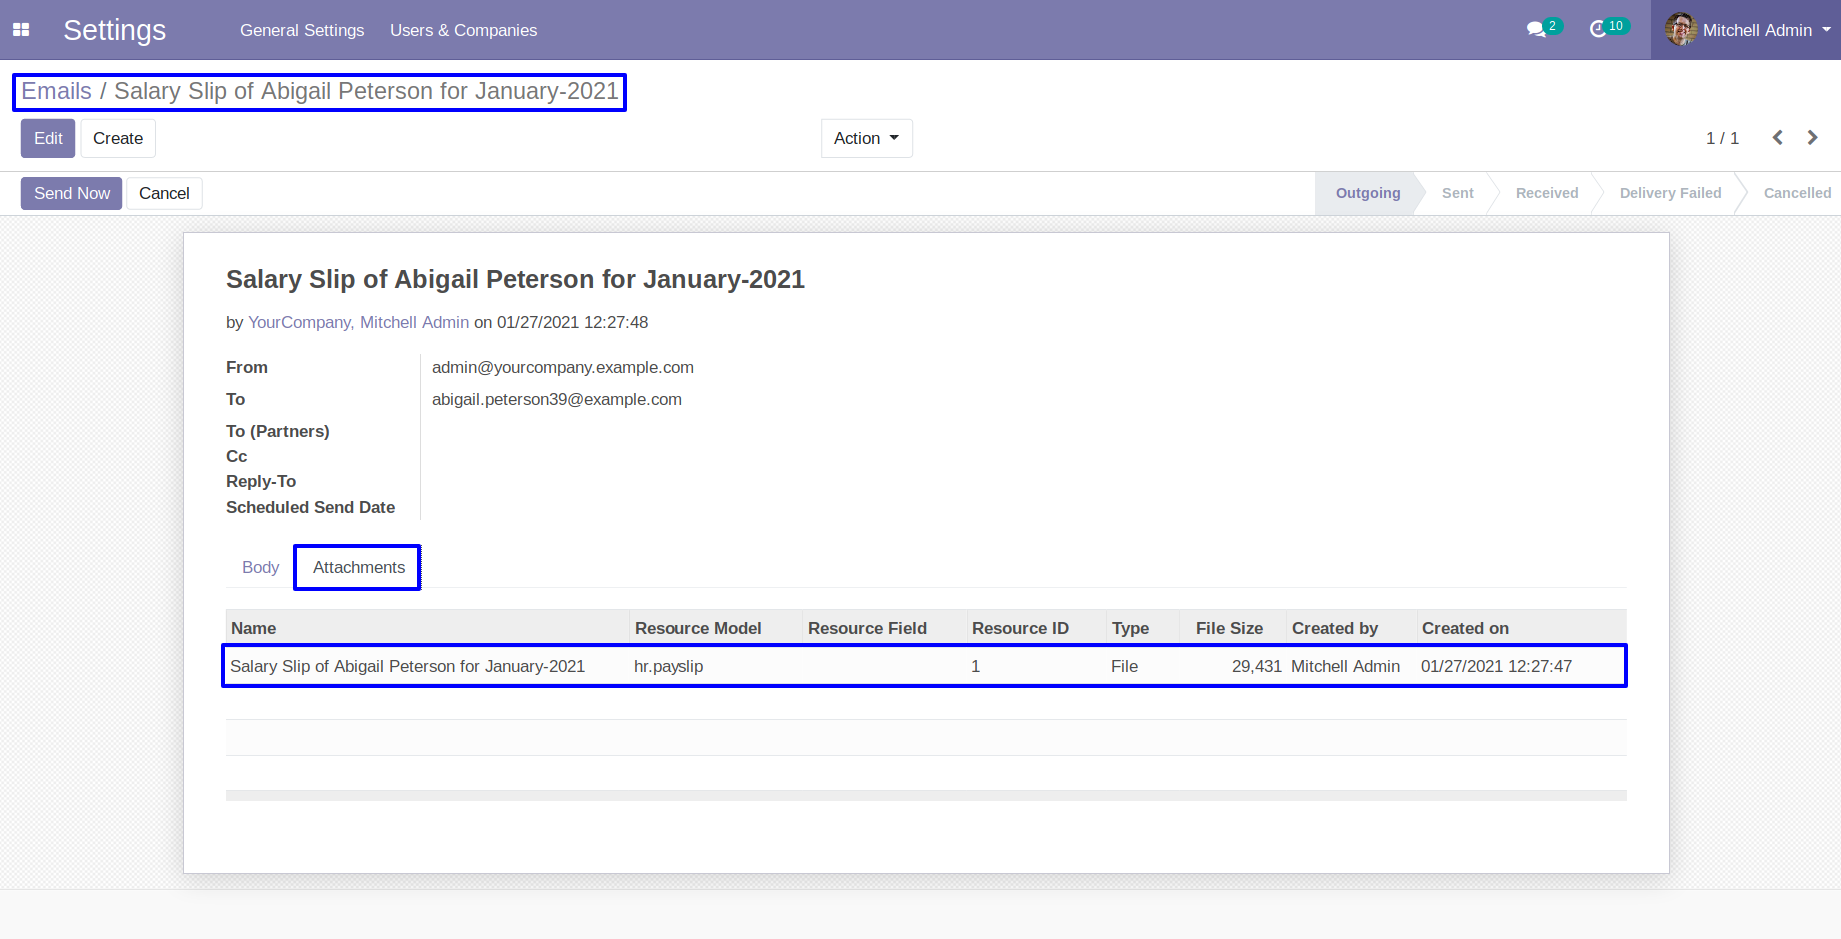 Settings General Settings Users & Companies 2 10 Mitchell Admin
Emails / Salary Slip of Abigail Peterson for January-2021
Edit Create Action 1 / 1
Send Now Cancel Outgoing Sent Received Delivery Failed Cancelled
Salary Slip of Abigail Peterson for January-2021
by YourCompany, Mitchell Admin on 01/27/2021 12:27:48
From admin@yourcompany.example.com
To abigail.peterson39@example.com
To (Partners)
Cc
Reply-To
Scheduled Send Date
Body Attachments
Name Resource Model Resource Field Resource ID Type File Size Created by Created on
Salary Slip of Abigail Peterson for January-2021 hr.payslip 1 File 29,431 Mitchell Admin 01/27/2021 12:27:47